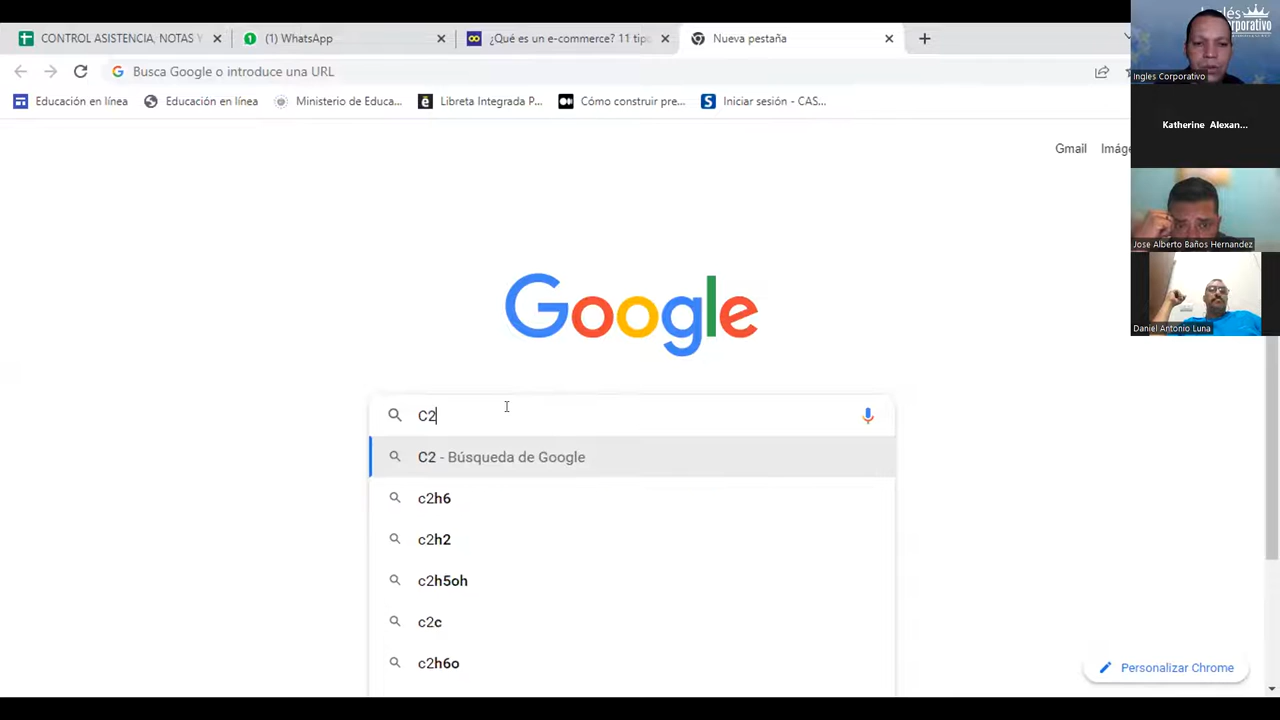 CONTROL ASISTENCIA, NOTAS Y
(1) WhatsApp
¿Qué es un e-commerce? 11 tip
Nueva pestaña
Busca Google o introduce una URL
Educación en línea
Educación en línea
Ministerio de Educa...
Libreta Integrada P...
Cómo construir pre...
Iniciar sesión - CAS...
Gmail
Imáge
Google
C2
C2 - Búsqueda de Google
c2h6
c2h2
c2h5oh
c2c
c2h6o
Personalizar Chrome
Inglés
Corporativo
Ingles Corporativo
Katherine Alexan...
Jose Alberto Baños Hernandez
Daniel Antonio Luna